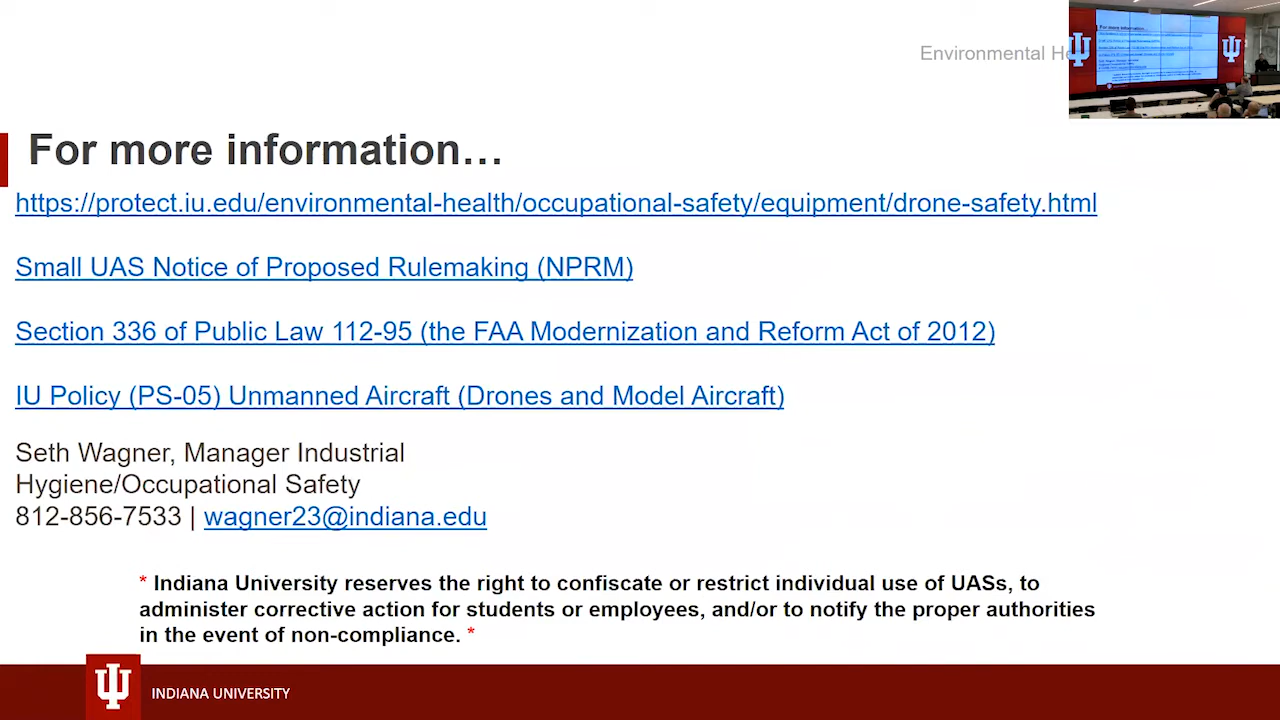 Environmental
For more information…
https://protect.iu.edu/environmental-health/occupational-safety/equipment/drone-safety.html
Small UAS Notice of Proposed Rulemaking (NPRM)
Section 336 of Public Law 112-95 (the FAA Modernization and Reform Act of 2012)
IU Policy (PS-05) Unmanned Aircraft (Drones and Model Aircraft)
Seth Wagner, Manager Industrial
Hygiene/Occupational Safety
812-856-7533 | wagner23@indiana.edu
* Indiana University reserves the right to confiscate or restrict individual use of UASs, to
administer corrective action for students or employees, and/or to notify the proper authorities
in the event of non-compliance. *
INDIANA UNIVERSITY